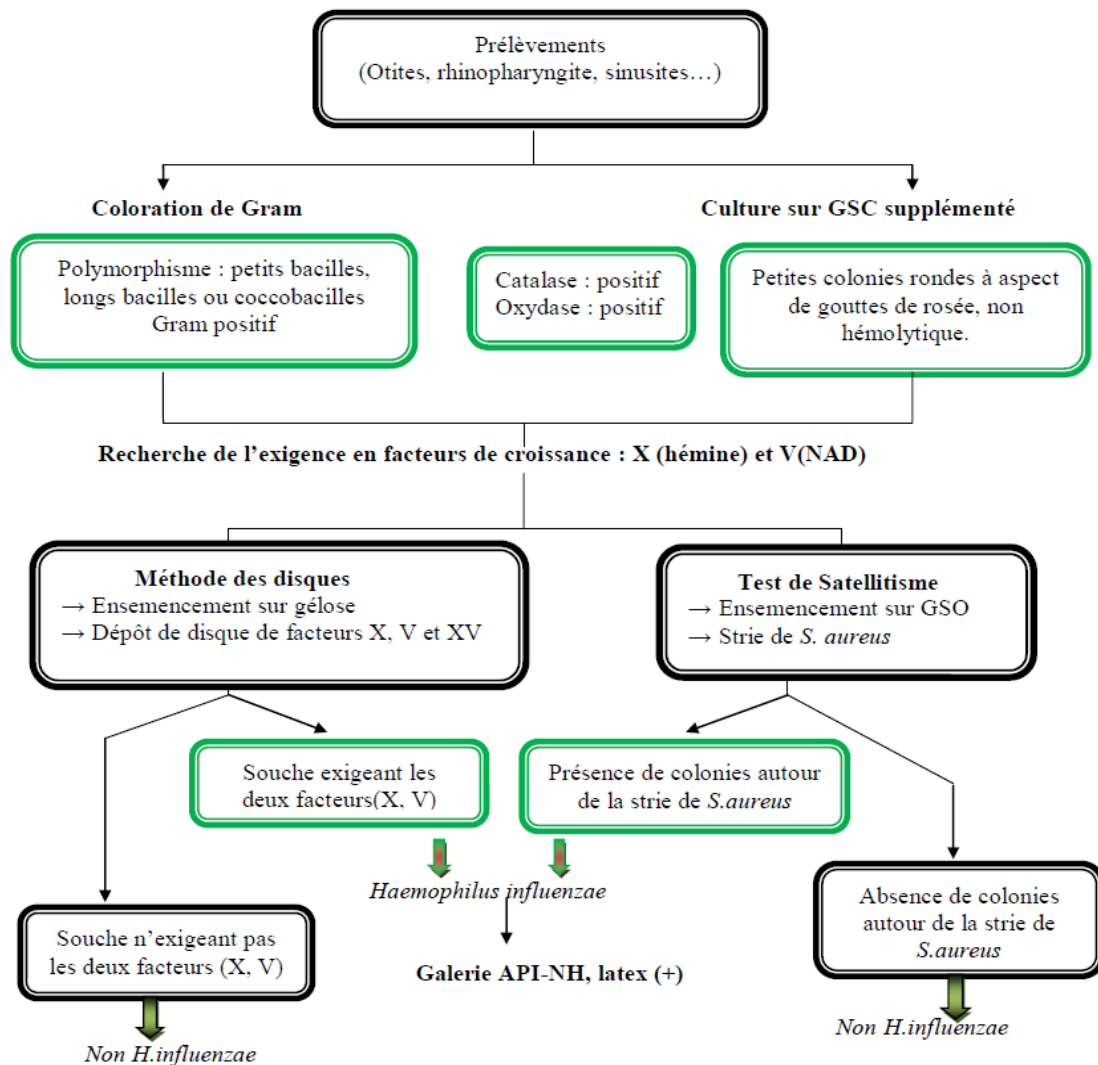 Prélèvements
(Otites, rhinopharyngite, sinusites…)
Coloration de Gram
Culture sur GSC supplémenté
Polymorphisme : petits bacilles,
longs bacilles ou coccobacilles
Gram positif
Catalase : positif
Oxydase : positif
Petites colonies rondes à aspect
de gouttes de rosée, non
hémolytique.
Recherche de l’exigence en facteurs de croissance : X (hémine) et V(NAD)
Méthode des disques
→ Ensemencement sur gélose
→ Dépôt de disque de facteurs X, V et XV
Test de Satellitisme
→ Ensemencement sur GSO
→ Strie de S. aureus
Souche exigeant les
deux facteurs(X, V)
Présence de colonies autour
de la strie de S.aureus
Haemophilus influenzae
Souche n’exigeant pas
les deux facteurs (X, V)
Galerie API-NH, latex (+)
Absence de colonies
autour de la strie de
S.aureus
Non H.influenzae
Non H.influenzae